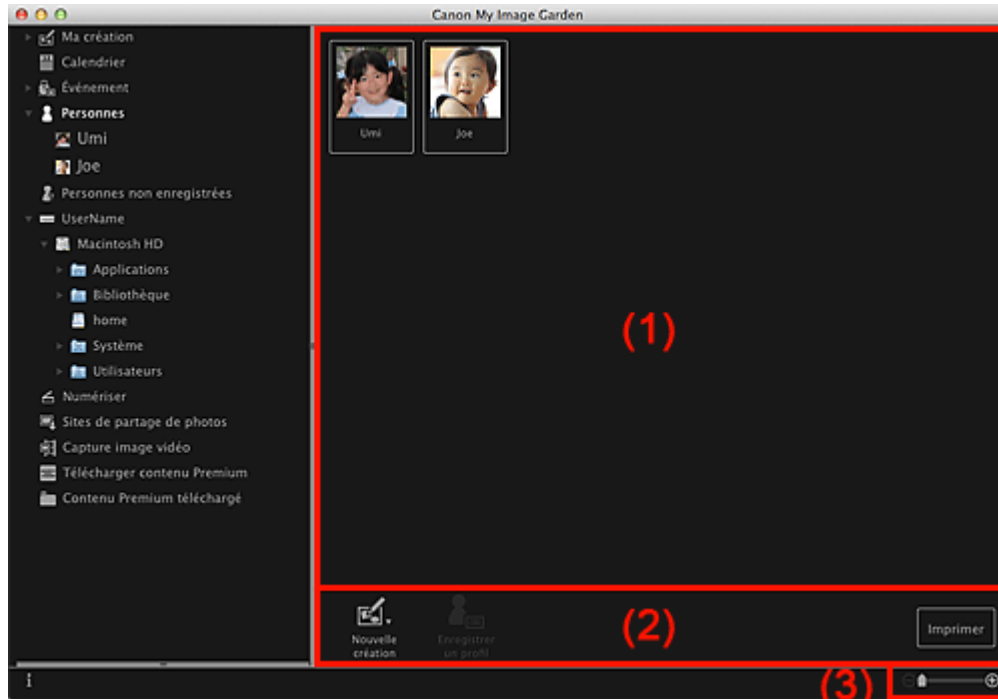 Canon My Image Garden
Ma création
Calendrier
Événement
Personnes
Umi
Joe
Personnes non enregistrées
UserName
Macintosh HD
Applications
Bibliothèque
home
Système
Utilisateurs
Numériser
Sites de partage de photos
Capture image vidéo
Télécharger contenu Premium
Contenu Premium téléchargé
Umi
Joe
(1)
Nouvelle
création
Enregistrer
un profil
(2)
Imprimer
(3)